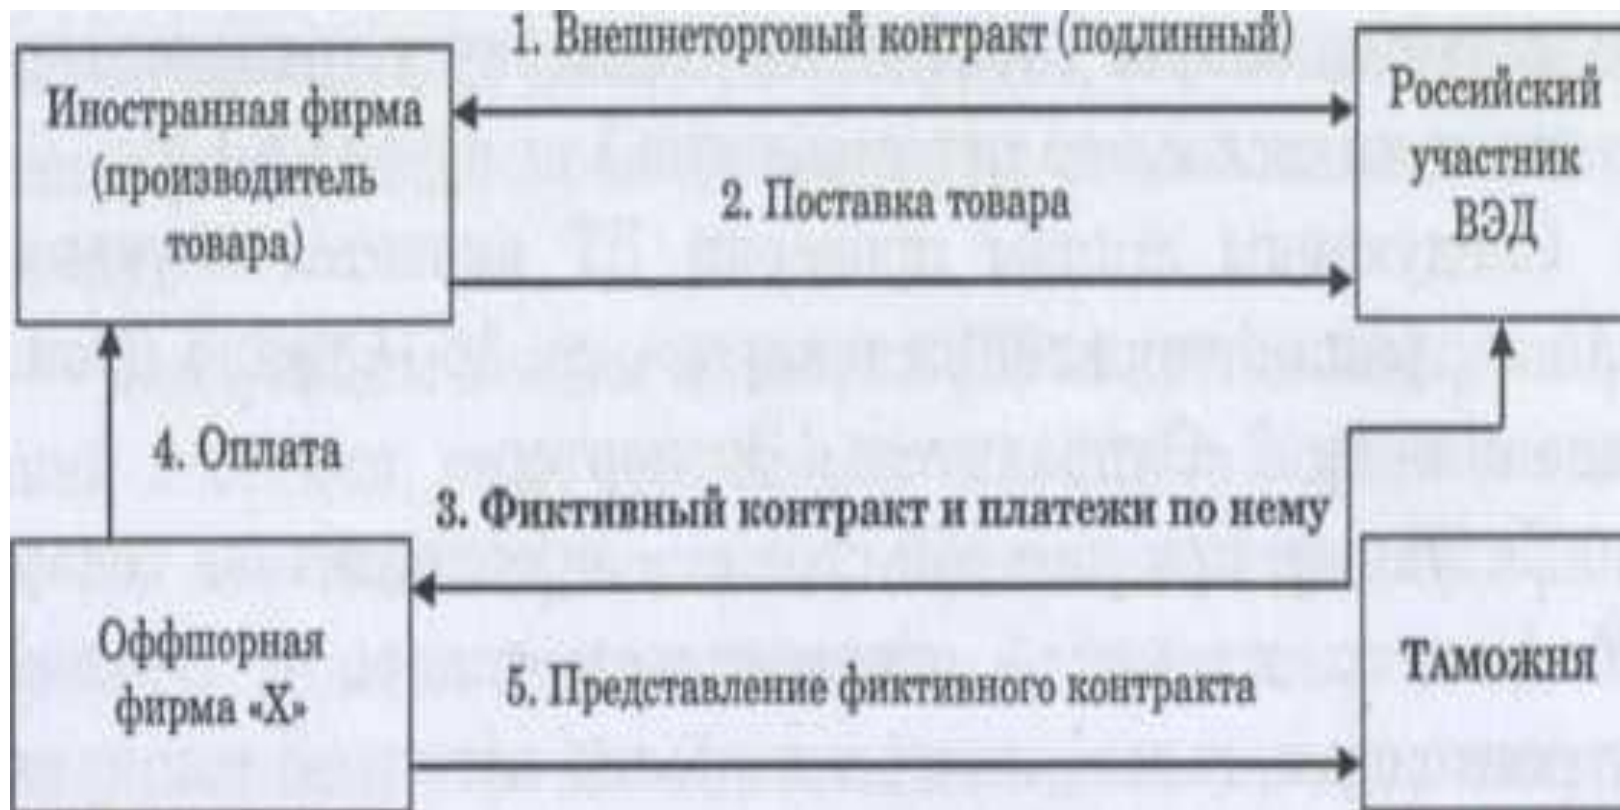 1. Внешнеторговый контракт (подлинный)
Иностранная фирма
(производитель
товара)
Российский
участник
ВЭД
2. Поставка товара
4. Оплата
3. Фиктивный контракт и платежи по нему
Оффшорная
фирма «X»
5. Представление фиктивного контракта
Таможня